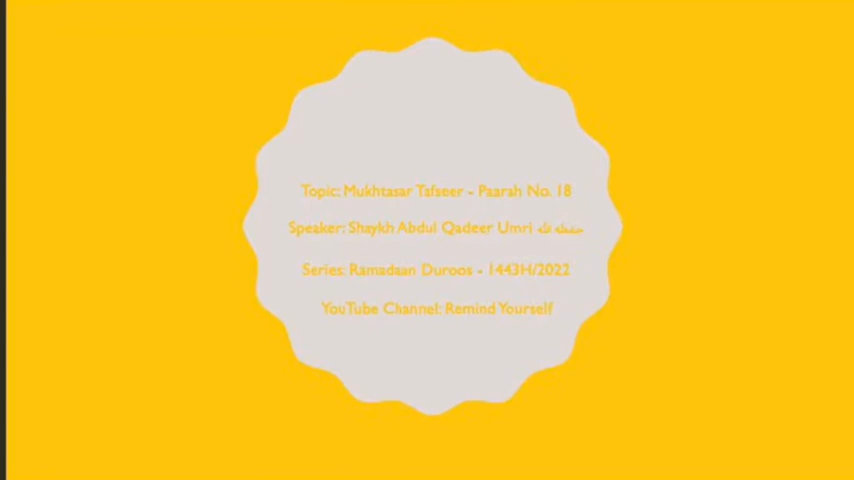 Topic: Mukhtasar Tafseer - Paarah No. 18
Speaker: Shaykh Abdul Qadeer Umri حفظه الله
Series: Ramadaan Duroos - 1443H/2022
YouTube Channel: Remind Yourself